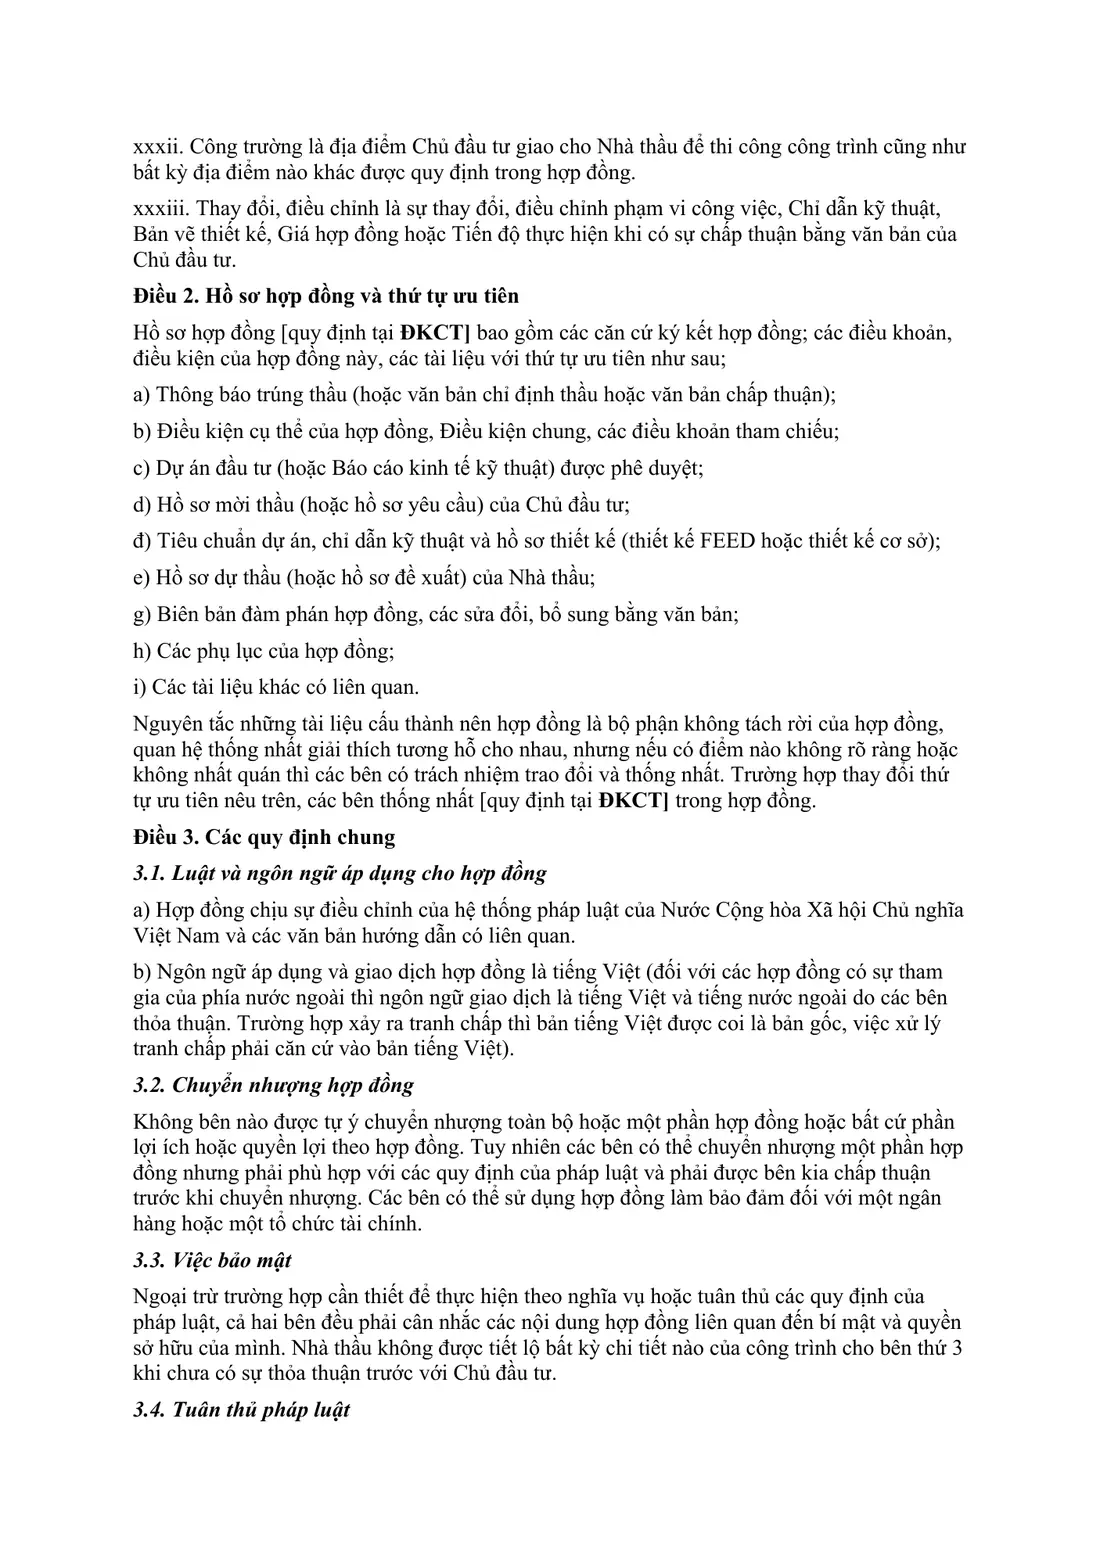 xxxii. Công trường là địa điểm Chủ đầu tư giao cho Nhà thầu để thi công công trình cũng như
bất kỳ địa điểm nào khác được quy định trong hợp đồng.
xxxiii. Thay đổi, điều chỉnh là sự thay đổi, điều chỉnh phạm vi công việc, Chỉ dẫn kỹ thuật,
Bản vẽ thiết kế, Giá hợp đồng hoặc Tiến độ thực hiện khi có sự chấp thuận bằng văn bản của
Chủ đầu tư.
Điều 2. Hồ sơ hợp đồng và thứ tự ưu tiên
Hồ sơ hợp đồng [quy định tại ĐKCT] bao gồm các căn cứ ký kết hợp đồng; các điều khoản,
điều kiện của hợp đồng này, các tài liệu với thứ tự ưu tiên như sau;
a) Thông báo trúng thầu (hoặc văn bản chỉ định thầu hoặc văn bản chấp thuận);
b) Điều kiện cụ thể của hợp đồng, Điều kiện chung, các điều khoản tham chiếu;
c) Dự án đầu tư (hoặc Báo cáo kinh tế kỹ thuật) được phê duyệt;
d) Hồ sơ mời thầu (hoặc hồ sơ yêu cầu) của Chủ đầu tư;
đ) Tiêu chuẩn dự án, chỉ dẫn kỹ thuật và hồ sơ thiết kế (thiết kế FEED hoặc thiết kế cơ sở);
e) Hồ sơ dự thầu (hoặc hồ sơ đề xuất) của Nhà thầu;
g) Biên bản đàm phán hợp đồng, các sửa đổi, bổ sung bằng văn bản;
h) Các phụ lục của hợp đồng;
i) Các tài liệu khác có liên quan.
Nguyên tắc những tài liệu cấu thành nên hợp đồng là bộ phận không tách rời của hợp đồng,
quan hệ thống nhất giải thích tương hỗ cho nhau, nhưng nếu có điểm nào không rõ ràng hoặc
không nhất quán thì các bên có trách nhiệm trao đổi và thống nhất. Trường hợp thay đổi thứ
tự ưu tiên nêu trên, các bên thống nhất [quy định tại ĐKCT] trong hợp đồng.
Điều 3. Các quy định chung
3.1. Luật và ngôn ngữ áp dụng cho hợp đồng
a) Hợp đồng chịu sự điều chỉnh của hệ thống pháp luật của Nước Cộng hòa Xã hội Chủ nghĩa
Việt Nam và các văn bản hướng dẫn có liên quan.
b) Ngôn ngữ áp dụng và giao dịch hợp đồng là tiếng Việt (đối với các hợp đồng có sự tham
gia của phía nước ngoài thì ngôn ngữ giao dịch là tiếng Việt và tiếng nước ngoài do các bên
thỏa thuận. Trường hợp xảy ra tranh chấp thì bản tiếng Việt được coi là bản gốc, việc xử lý
tranh chấp phải căn cứ vào bản tiếng Việt).
3.2. Chuyển nhượng hợp đồng
Không bên nào được tự ý chuyển nhượng toàn bộ hoặc một phần hợp đồng hoặc bất cứ phần
lợi ích hoặc quyền lợi theo hợp đồng. Tuy nhiên các bên có thể chuyển nhượng một phần hợp
đồng nhưng phải phù hợp với các quy định của pháp luật và phải được bên kia chấp thuận
trước khi chuyển nhượng. Các bên có thể sử dụng hợp đồng làm bảo đảm đối với một ngân
hàng hoặc một tổ chức tài chính.
3.3. Việc bảo mật
Ngoại trừ trường hợp cần thiết để thực hiện theo nghĩa vụ hoặc tuân thủ các quy định của
pháp luật, cả hai bên đều phải cân nhắc các nội dung hợp đồng liên quan đến bí mật và quyền
sở hữu của mình. Nhà thầu không được tiết lộ bất kỳ chi tiết nào của công trình cho bên thứ 3
khi chưa có sự thỏa thuận trước với Chủ đầu tư.
3.4. Tuân thủ pháp luật